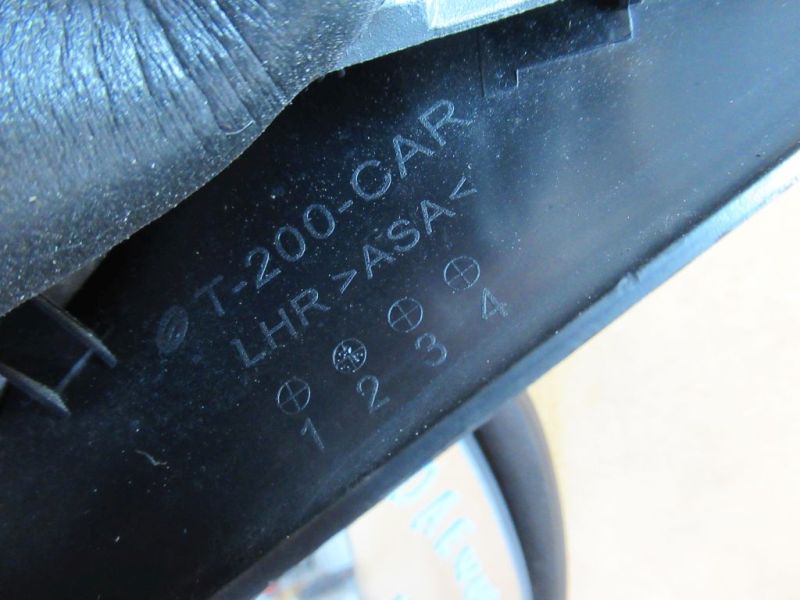 T-200-CAR
LHR >ASA<
1 2 3 4